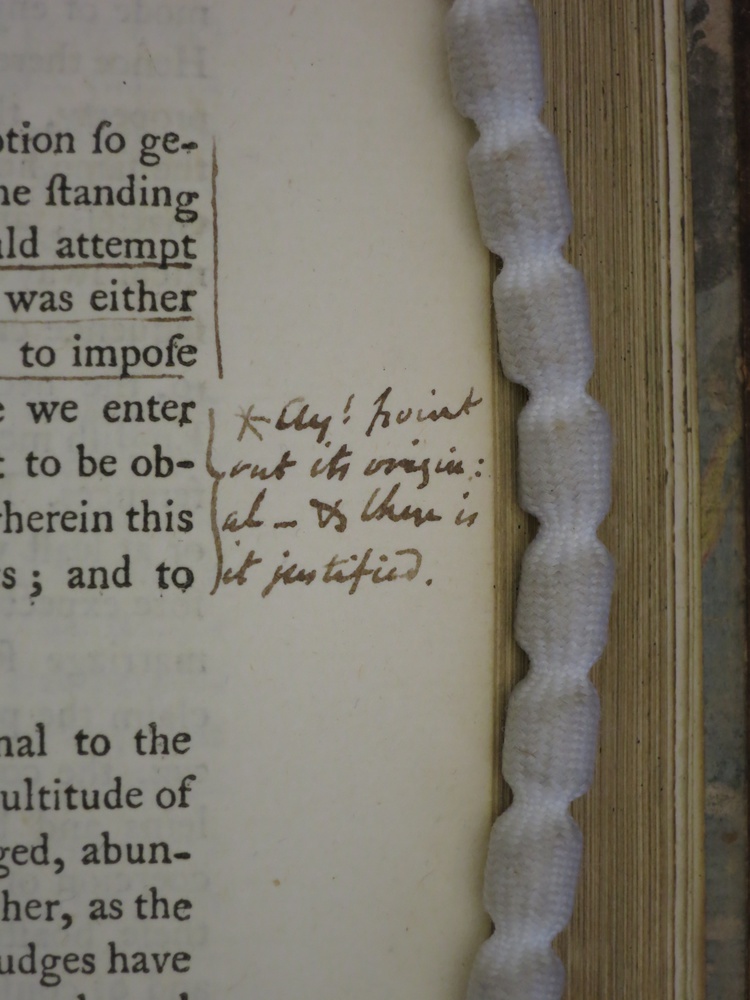 otion ſo ge-
he ſtanding
uld attempt
was either
to impoſe
e we enter
t to be ob-
wherein this
s; and to
x Ay! point
out its origin:
al - & there is
it justified.
nal to the
ultitude of
ged, abun-
her, as the
udges have